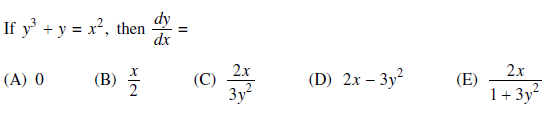 If y³ + y = x², then dy/dx =
(A) 0 (B) x/2 (C) 2x/3y² (D) 2x – 3y² (E) 2x/1 + 3y²